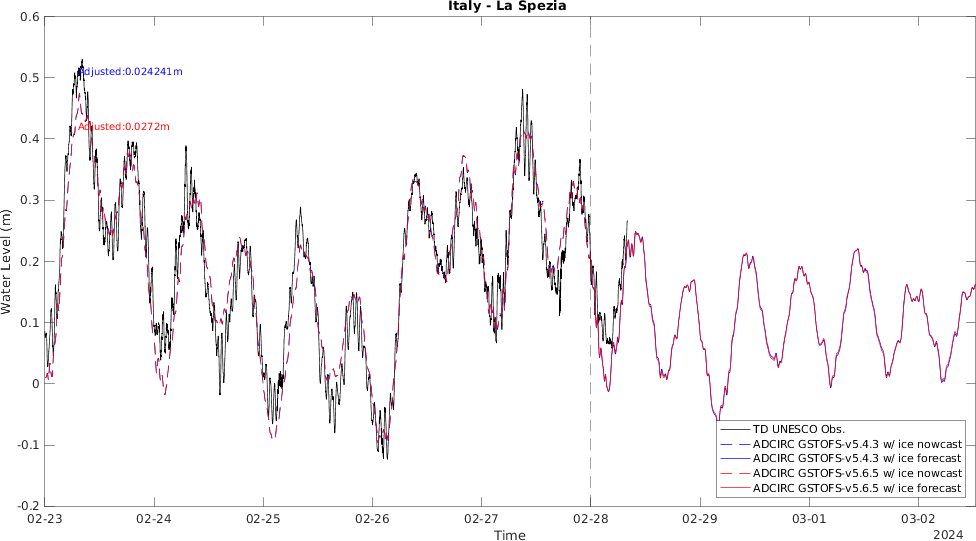 Italy - La Spezia
0.6
0.5
0.4
0.3
0.2
0.1
0
-0.1
-0.2
Water Level (m)
Adjusted:0.024241m
Adjusted:0.0272m
TD UNESCO Obs.
ADCIRC GSTOFS-v5.4.3 w/ ice nowcast
ADCIRC GSTOFS-v5.4.3 w/ ice forecast
ADCIRC GSTOFS-v5.6.5 w/ ice nowcast
ADCIRC GSTOFS-v5.6.5 w/ ice forecast
02-23 02-24 02-25 02-26 02-27 02-28 02-29 03-01 03-02
Time
2024